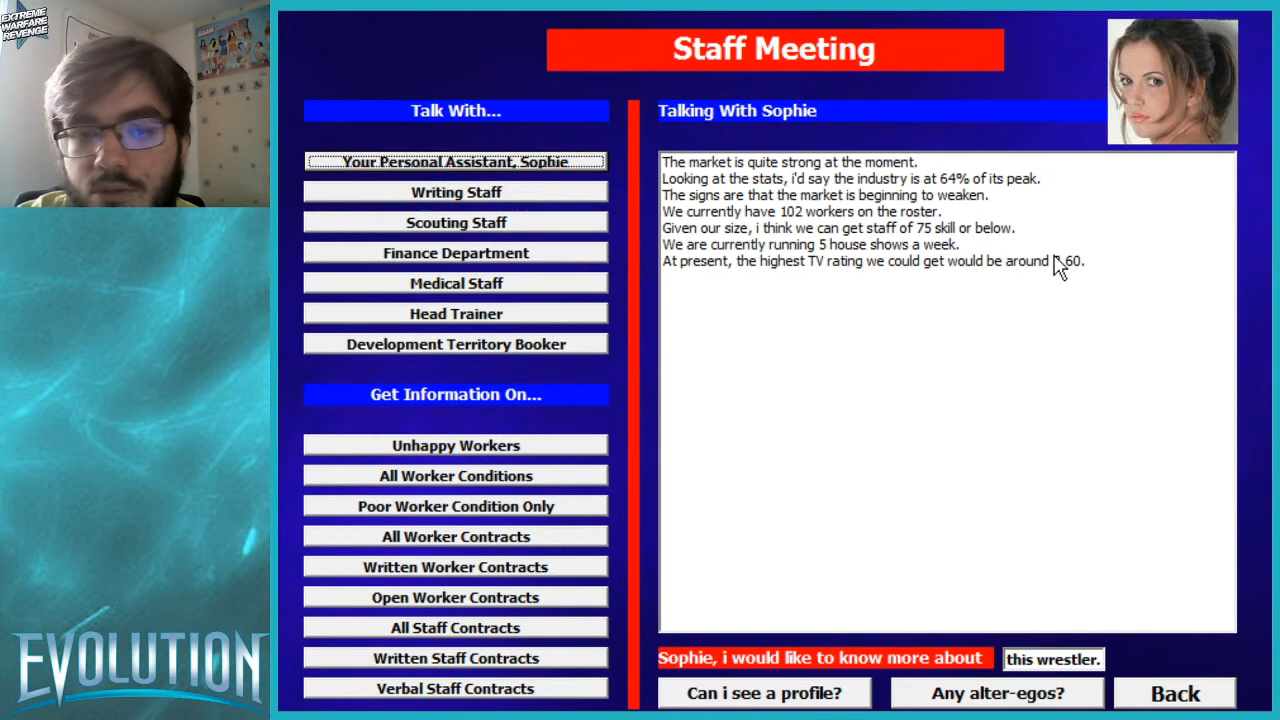 EXTREME
WARFARE
REVENGE
Staff Meeting
Talk With...
Your Personal Assistant, Sophie
Writing Staff
Scouting Staff
Finance Department
Medical Staff
Head Trainer
Development Territory Booker
Get Information On...
Unhappy Workers
All Worker Conditions
Poor Worker Condition Only
All Worker Contracts
Written Worker Contracts
Open Worker Contracts
All Staff Contracts
Written Staff Contracts
Verbal Staff Contracts
Talking With Sophie
The market is quite strong at the moment.
Looking at the stats, i'd say the industry is at 64% of its peak.
The signs are that the market is beginning to weaken.
We currently have 102 workers on the roster.
Given our size, i think we can get staff of 75 skill or below.
We are currently running 5 house shows a week.
At present, the highest TV rating we could get would be around
Sophie, i would like to know more about this wrestler.
Can i see a profile?
Any alter-egos?
Back
EVOLUTION